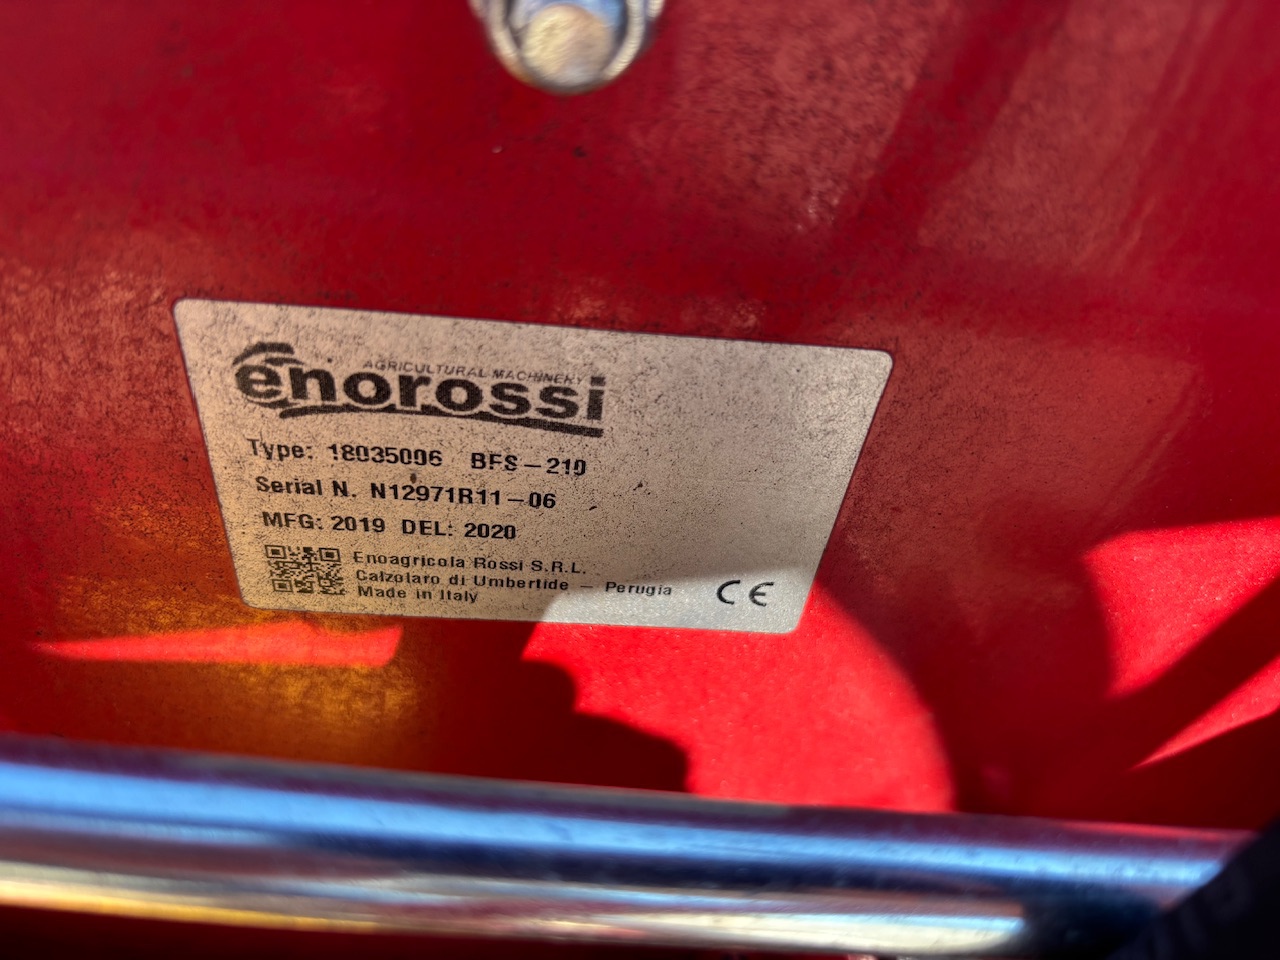 AGRICULTURAL MACHINERY
enorossi
Type: 18035006 BFS-210
Serial N. N12971R11-06
MFG: 2019 DEL: 2020
Enoagricola Rossi S.R.L.
Calzolaro di Umbertide - Perugia
Made in Italy
CE